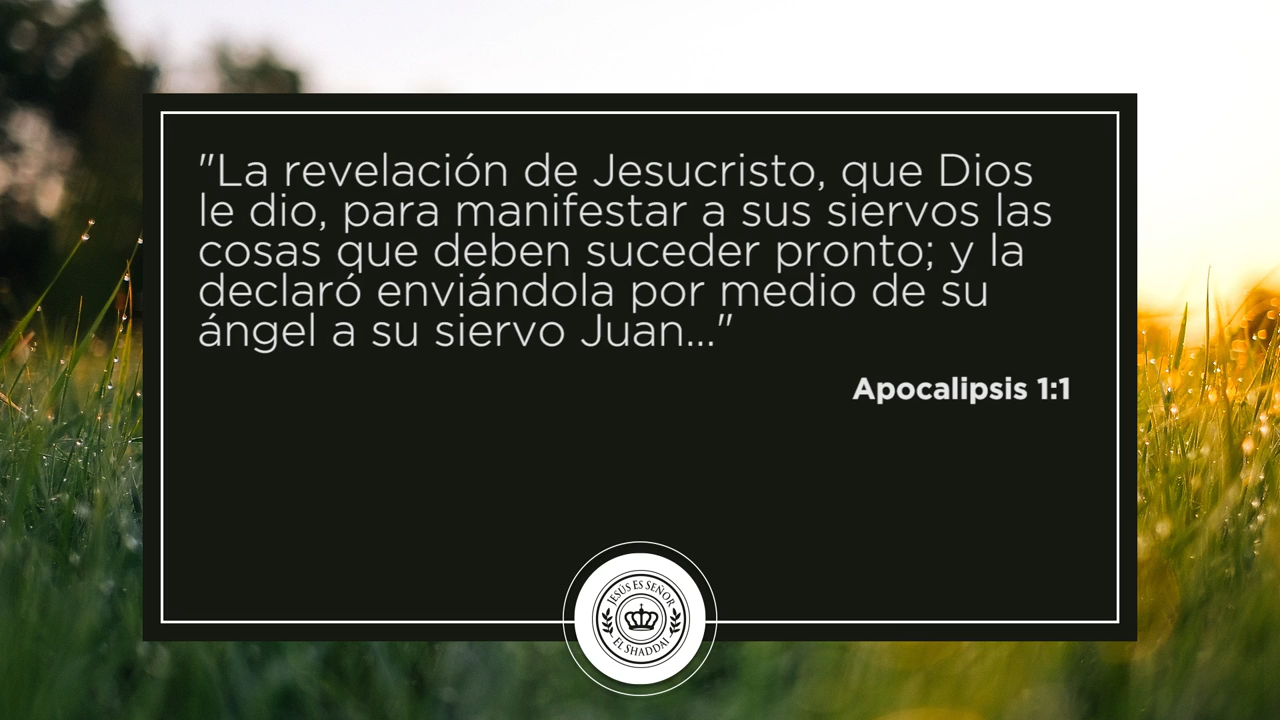 "La revelación de Jesucristo, que Dios
le dio, para manifestar a sus siervos las
cosas que deben suceder pronto; y la
declaró enviándola por medio de su
ángel a su siervo Juan..."
Apocalipsis 1:1
JESÚS ES SEÑOR
EL SHADDAI